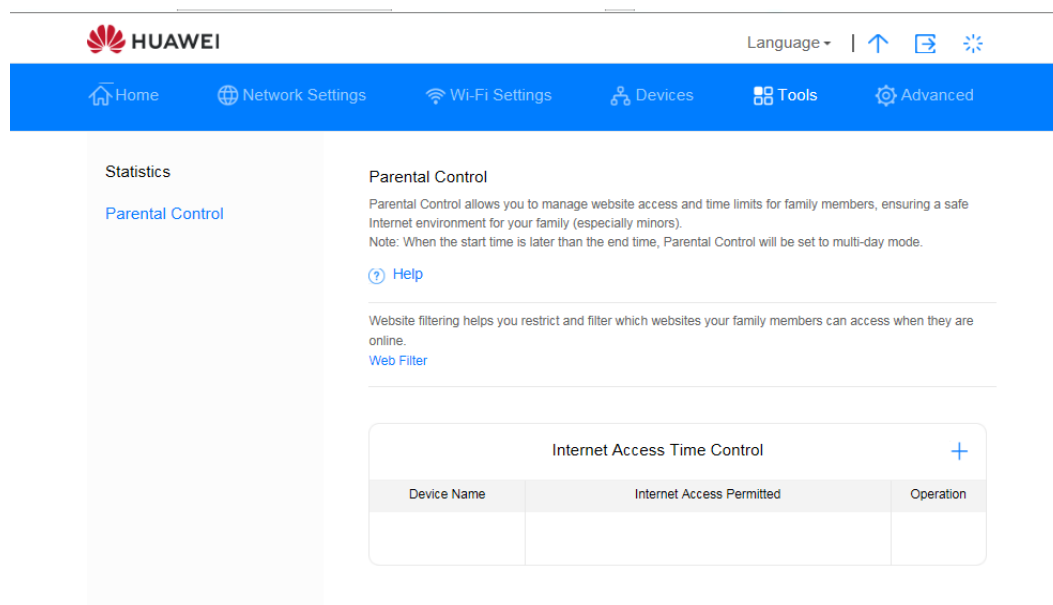 HUAWEI
Language
Home Network Settings Wi-Fi Settings Devices Tools Advanced
Statistics
Parental Control
Parental Control
Parental Control allows you to manage website access and time limits for family members, ensuring a safe
Internet environment for your family (especially minors).
Note: When the start time is later than the end time, Parental Control will be set to multi-day mode.
? Help
Website filtering helps you restrict and filter which websites your family members can access when they are
online.
Web Filter
Internet Access Time Control
Device Name Internet Access Permitted Operation